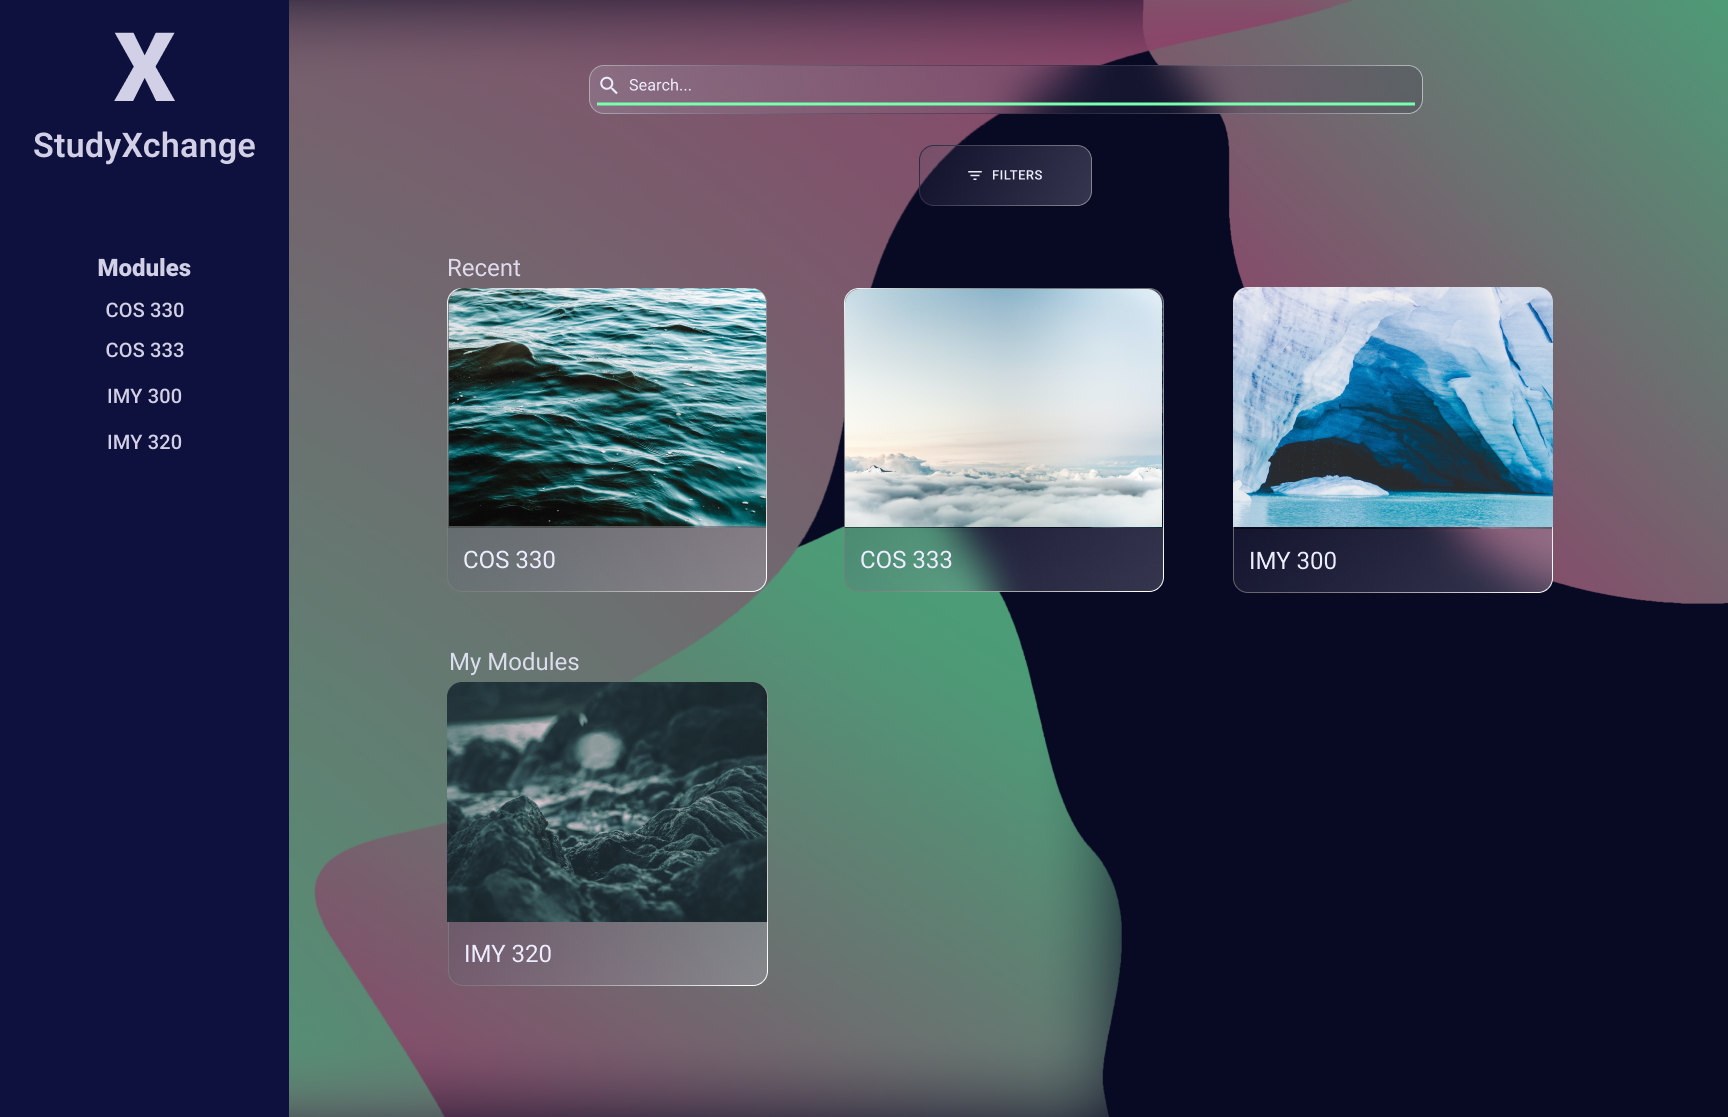 X
StudyXchange
Modules
COS 330
COS 333
IMY 300
IMY 320
Search...
FILTERS
Recent
COS 330
COS 333
IMY 300
My Modules
IMY 320